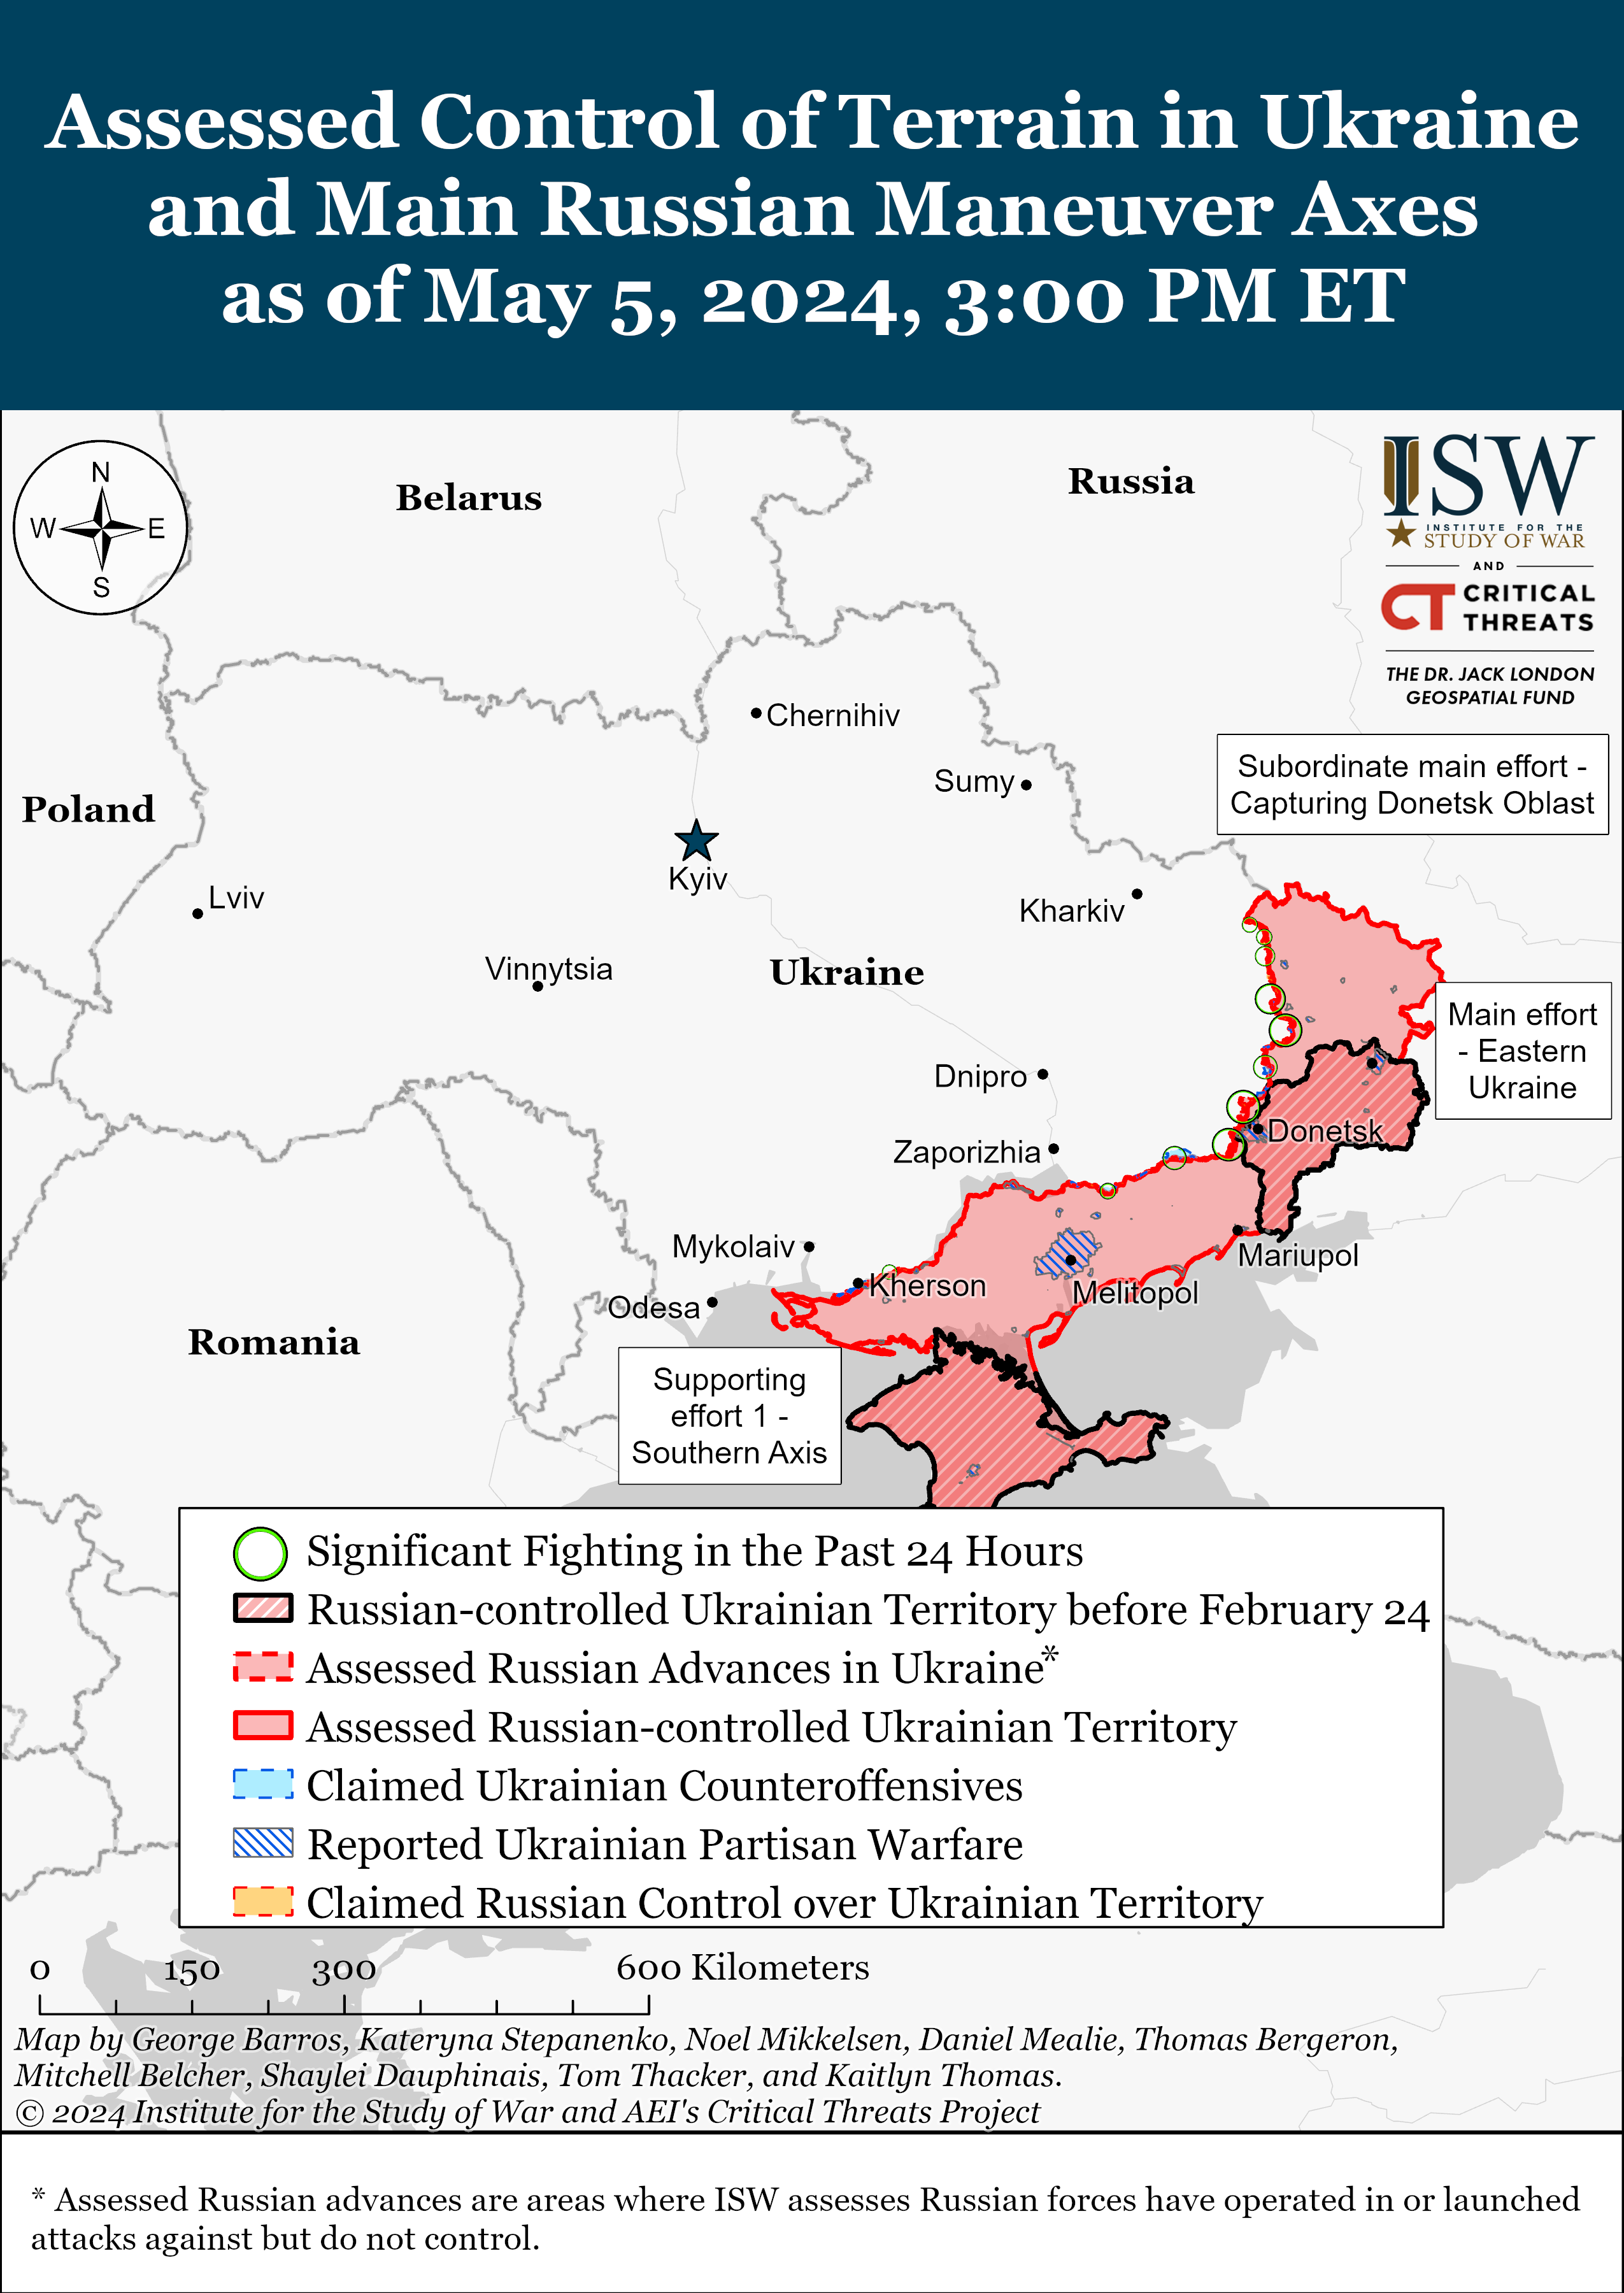 Assessed Control of Terrain in Ukraine
and Main Russian Maneuver Axes
as of May 5, 2024, 3:00 PM ET
N
W
E
S
Belarus
Russia
ISW
INSTITUTE FOR THE
STUDY OF WAR
AND
CT CRITICAL
THREATS
THE DR. JACK LONDON
GEOSPATIAL FUND
Chernihiv
Sumy
Subordinate main effort -
Capturing Donetsk Oblast
Poland
Kyiv
Lviv
Kharkiv
Vinnytsia
Ukraine
Main effort
- Eastern
Ukraine
Dnipro
Donetsk
Zaporizhia
Mykolaiv
Mariupol
Kherson
Melitopol
Odesa
Romania
Supporting
effort 1 -
Southern Axis
Significant Fighting in the Past 24 Hours
Russian-controlled Ukrainian Territory before February 24
Assessed Russian Advances in Ukraine*
Assessed Russian-controlled Ukrainian Territory
Claimed Ukrainian Counteroffensives
Reported Ukrainian Partisan Warfare
Claimed Russian Control over Ukrainian Territory
0 150 300 600 Kilometers
Map by George Barros, Kateryna Stepanenko, Noel Mikkelsen, Daniel Mealie, Thomas Bergeron,
Mitchell Belcher, Shaylei Dauphinais, Tom Thacker, and Kaitlyn Thomas.
© 2024 Institute for the Study of War and AEI's Critical Threats Project
* Assessed Russian advances are areas where ISW assesses Russian forces have operated in or launched
attacks against but do not control.